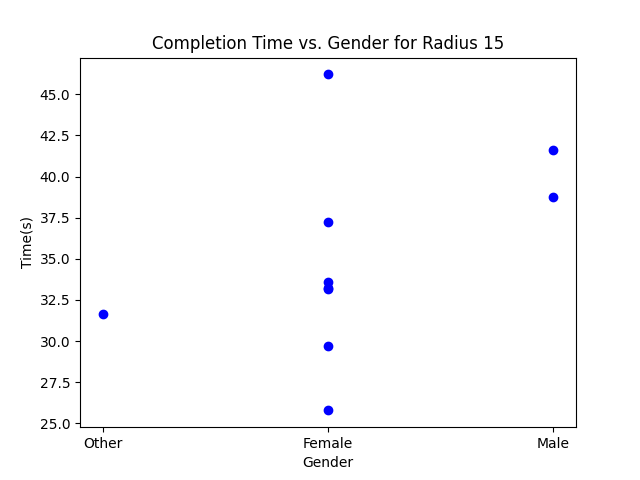 Completion Time vs. Gender for Radius 15
45.0
42.5
40.0
37.5
35.0
32.5
30.0
27.5
25.0
Time(s)
Other Female Male
Gender